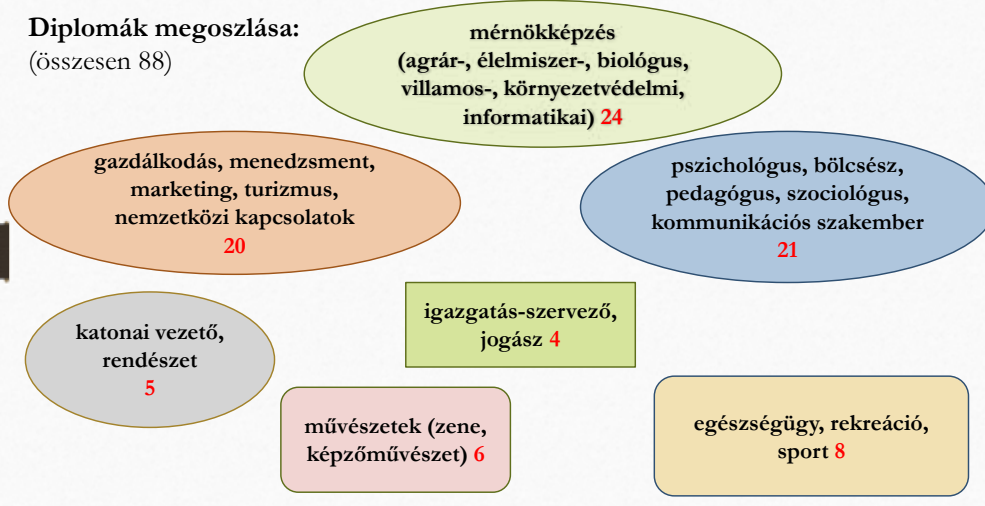 Diplomák megoszlása:
(összesen 88)
mérnökképzés
(agrár-, élelmiszer-, biológus,
villamos-, környezetvédelmi,
informatikai) 24
gazdálkodás, menedzsment,
marketing, turizmus,
nemzetközi kapcsolatok
20
pszichológus, bölcsész,
pedagógus, szociológus,
kommunikációs szakember
21
katonai vezető,
rendészet
5
igazgatás-szervező,
jogász 4
művészetek (zene,
képzőművészet) 6
egészségügy, rekreáció,
sport 8